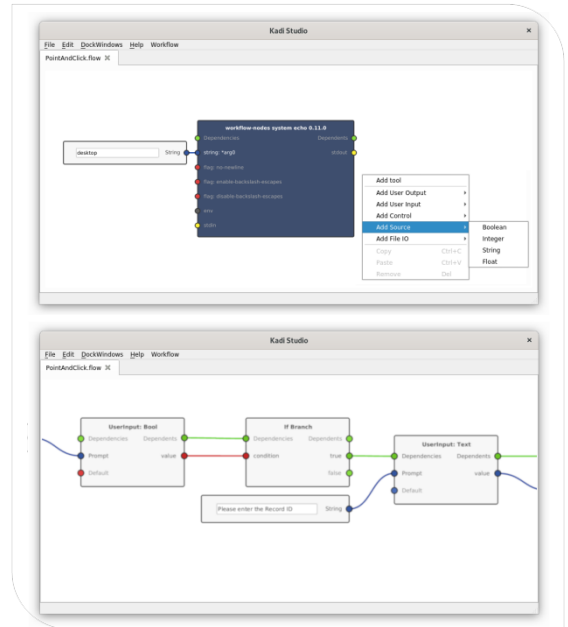 Kadi Studio ×
File Edit DockWindows Help Workflow
PointAndClick.flow
workflow-nodes system echo 0.11.0
Dependencies Dependents
desktop String
string: *arg0 stdout
flag: no-newline
flag: enable-backslash-escapes
flag: disable-backslash-escapes
env
stdin
Add tool
Add User Output
Add User Input
Add Control
Add Source
Add File IO
Copy Ctrl+C
Paste Ctrl+V
Remove Del
Boolean
Integer
String
Float
Kadi Studio ×
File Edit DockWindows Help Workflow
PointAndClick.flow
UserInput: Bool
Dependencies Dependents
Prompt value
Default
If Branch
Dependencies Dependents
condition true
false
UserInput: Text
Dependencies Dependents
Prompt value
Default
Please enter the Record ID String